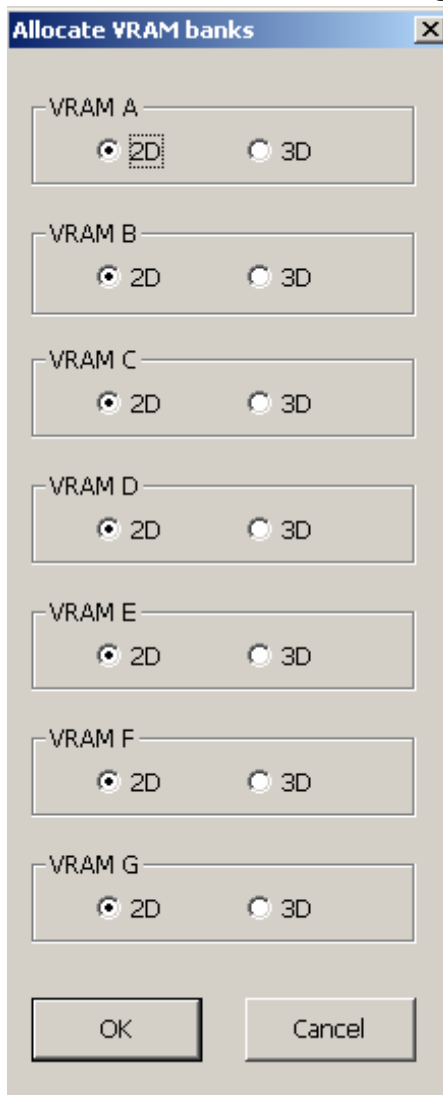 Allocate VRAM banks
VRAM A
2D 3D
VRAM B
2D 3D
VRAM C
2D 3D
VRAM D
2D 3D
VRAM E
2D 3D
VRAM F
2D 3D
VRAM G
2D 3D
OK Cancel